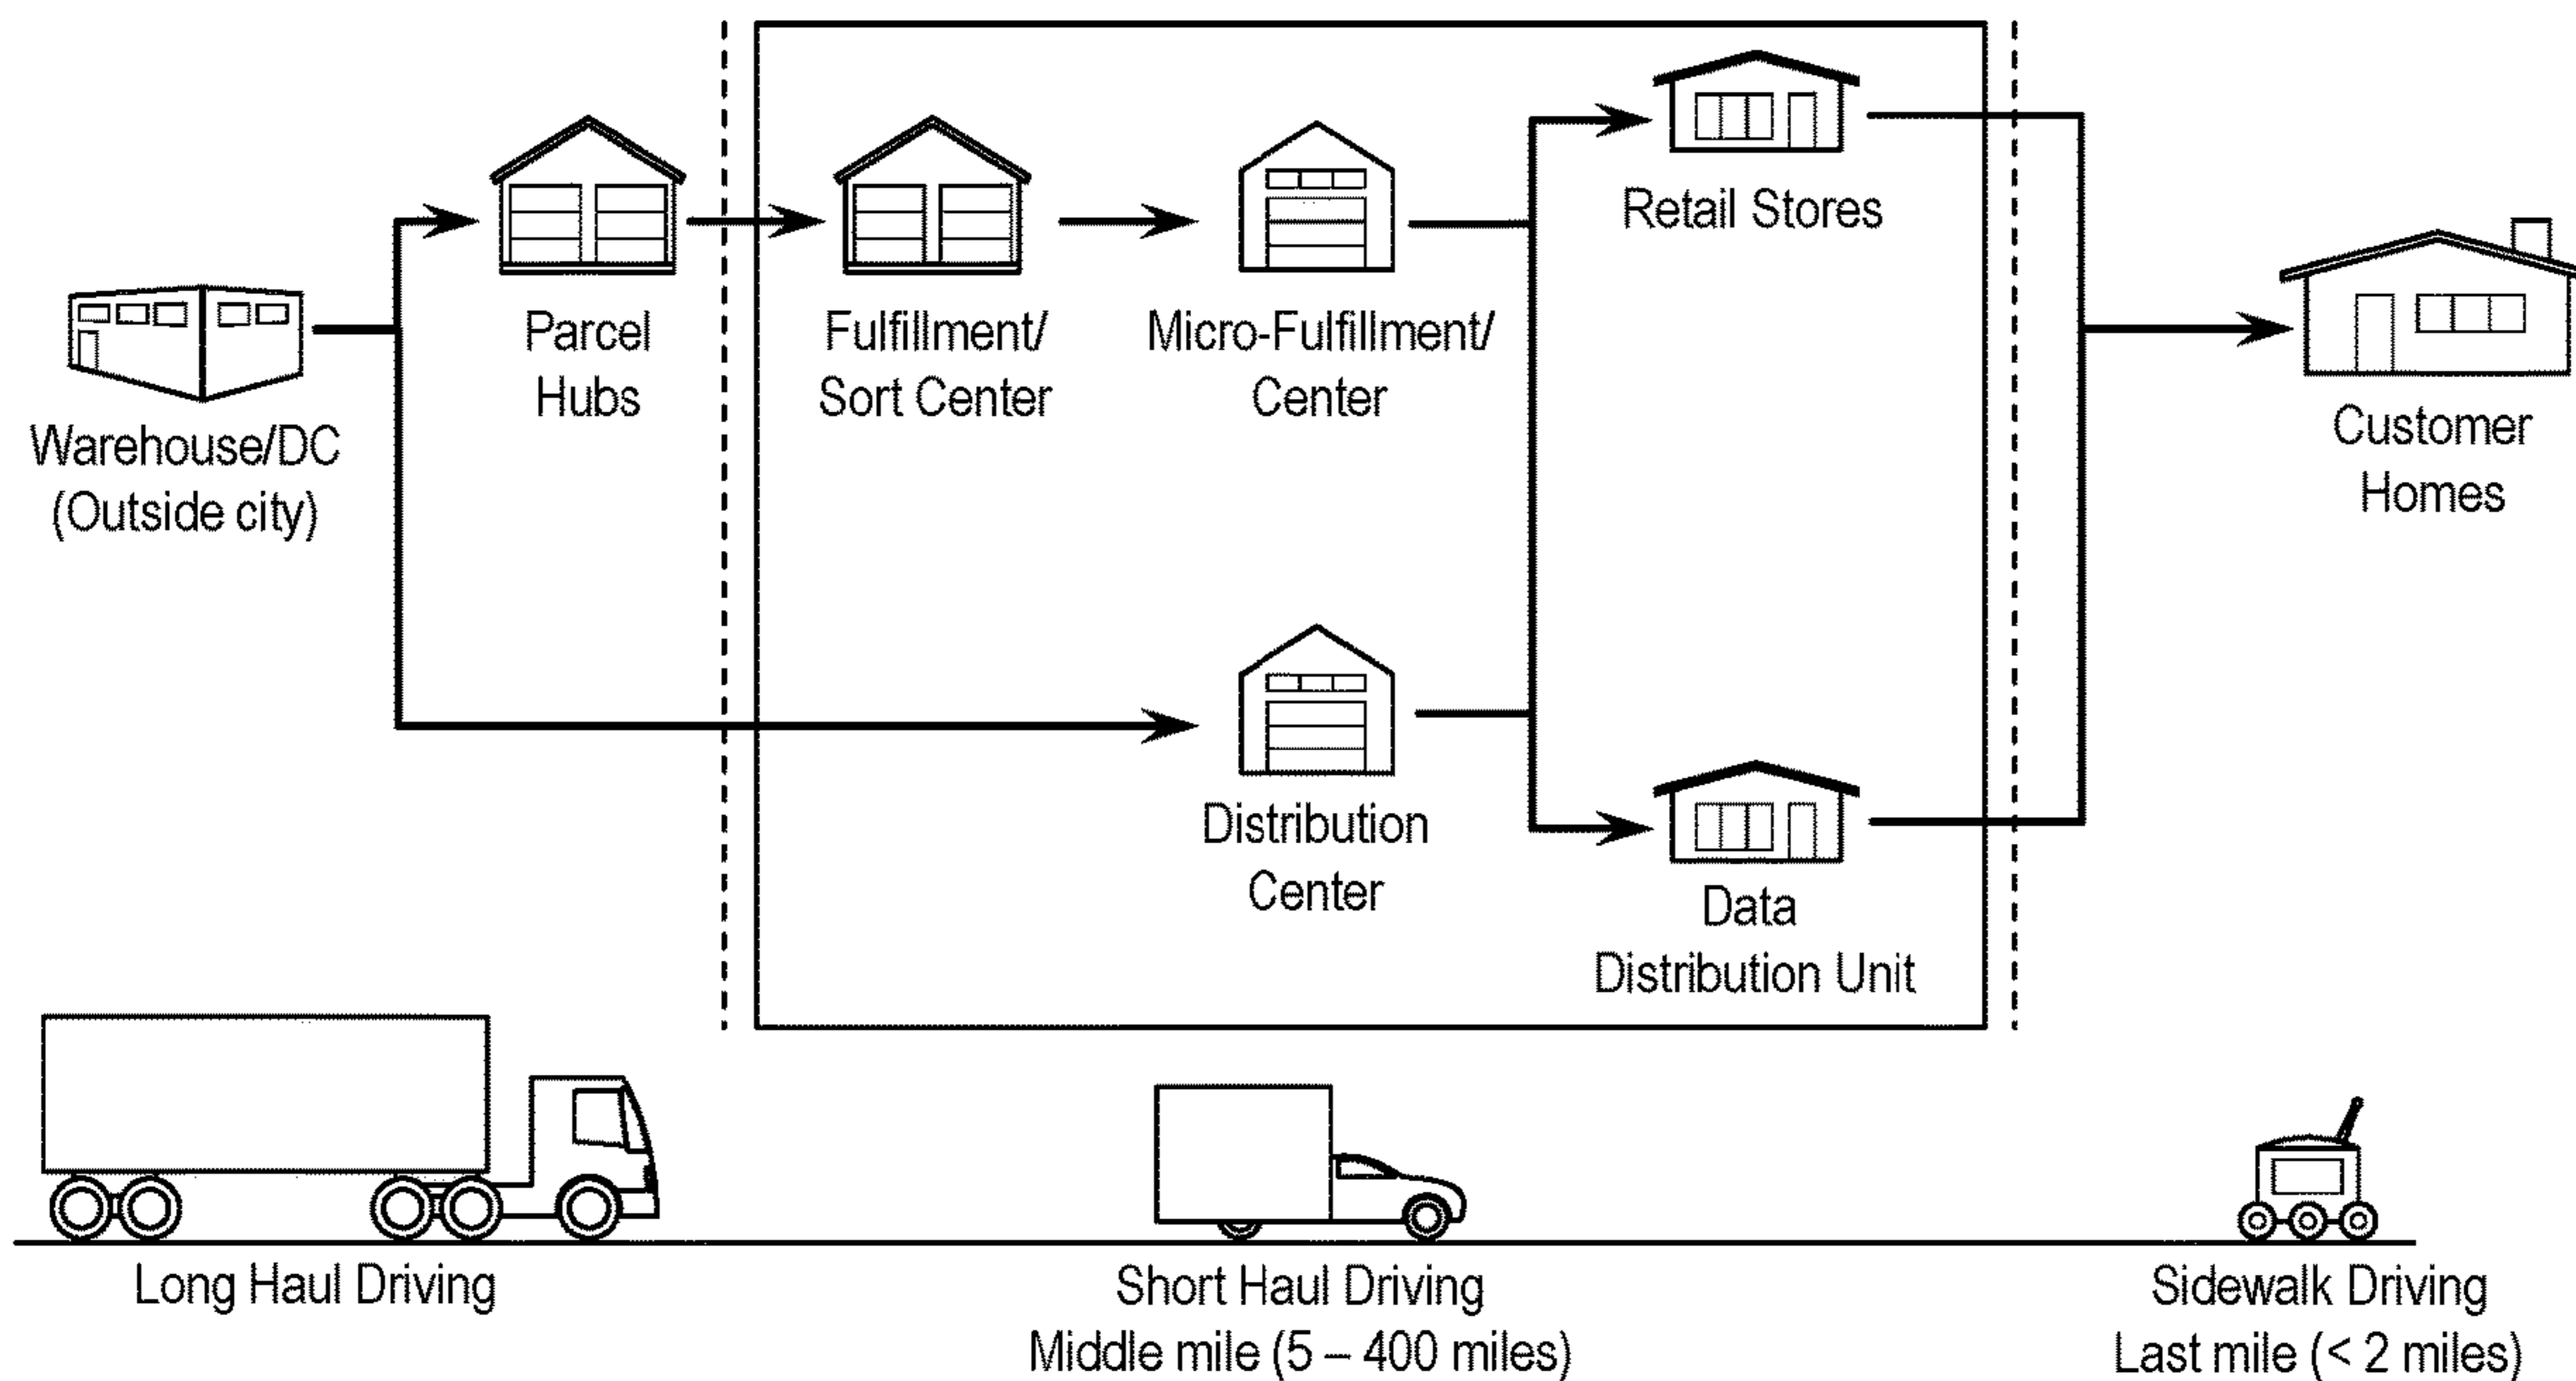 Retail Stores
Parcel
Hubs
Fulfillment/
Sort Center
Micro-Fulfillment/
Center
Warehouse/DC
(Outside city)
Customer
Homes
Distribution
Center
Data
Distribution Unit
Long Haul Driving
Short Haul Driving
Middle mile (5 – 400 miles)
Sidewalk Driving
Last mile (< 2 miles)